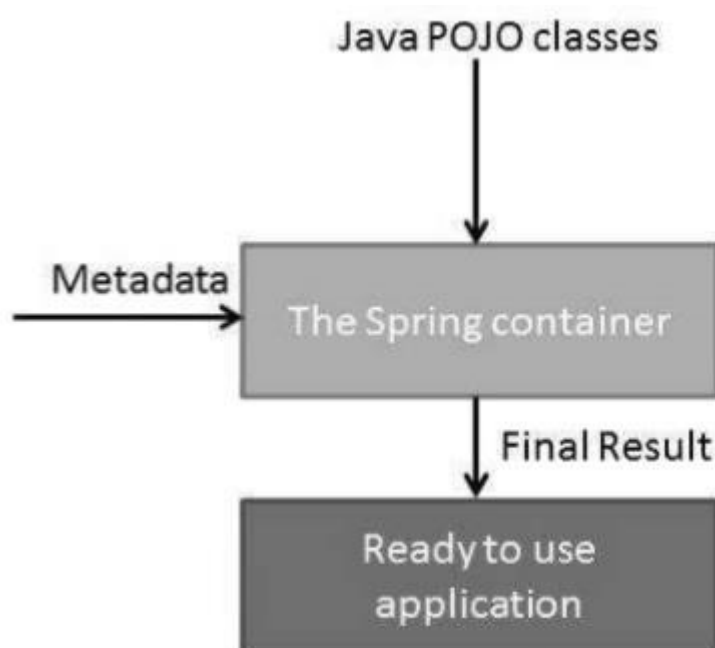 Java POJO classes
Metadata
The Spring container
Final Result
Ready to use
application